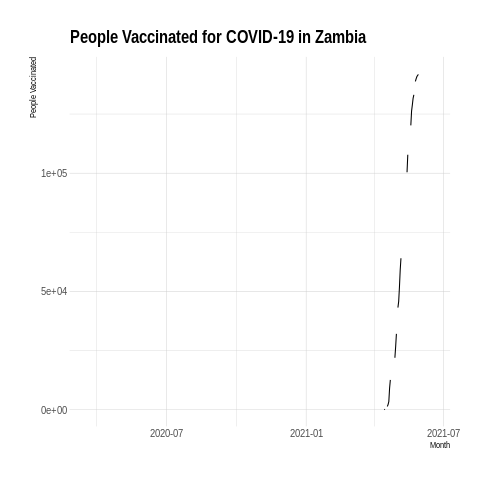 People Vaccinated for COVID-19 in Zambia
People Vaccinated
1e+05
5e+04
0e+00
2020-07
2021-01
2021-07
Month